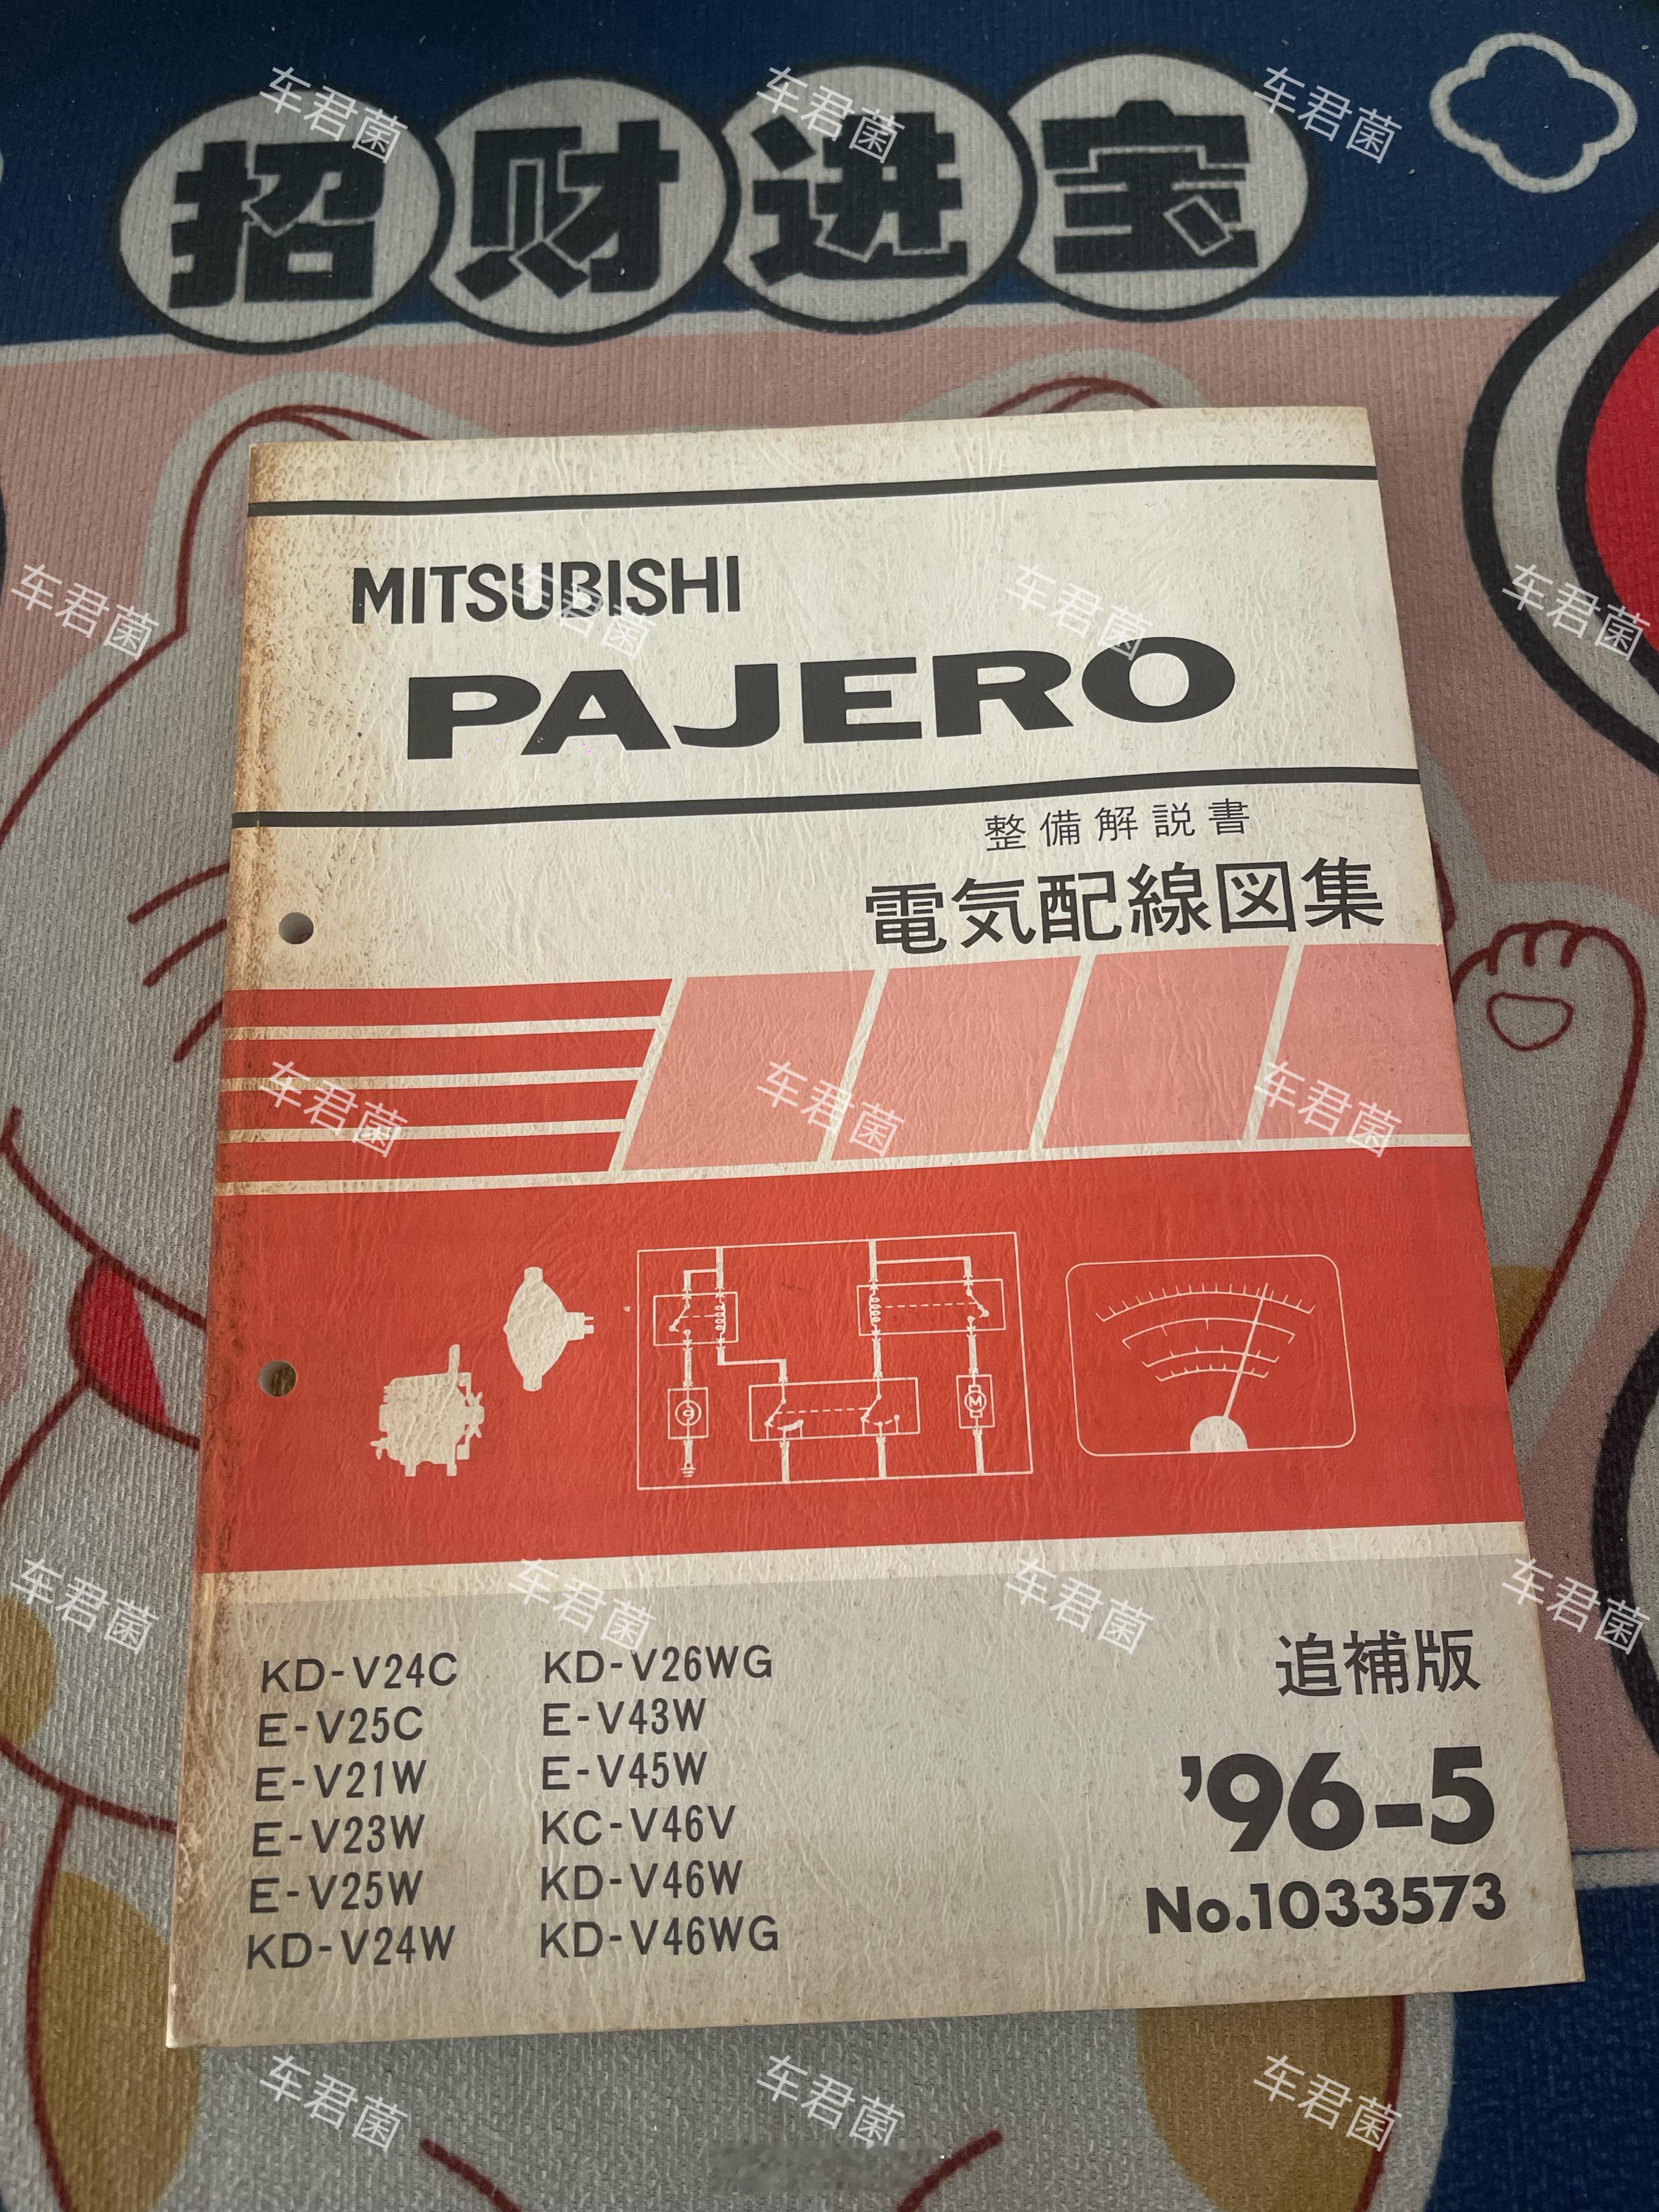 招财进宝
MITSUBISHI
PAJERO
整備解説書
電気配線図集
M
KD-V24C
E-V25C
E-V21W
E-V23W
E-V25W
KD-V24W
KD-V26WG
E-V43W
E-V45W
KC-V46V
KD-V46W
KD-V46WG
追補版
'96-5
No.1033573
车君菌